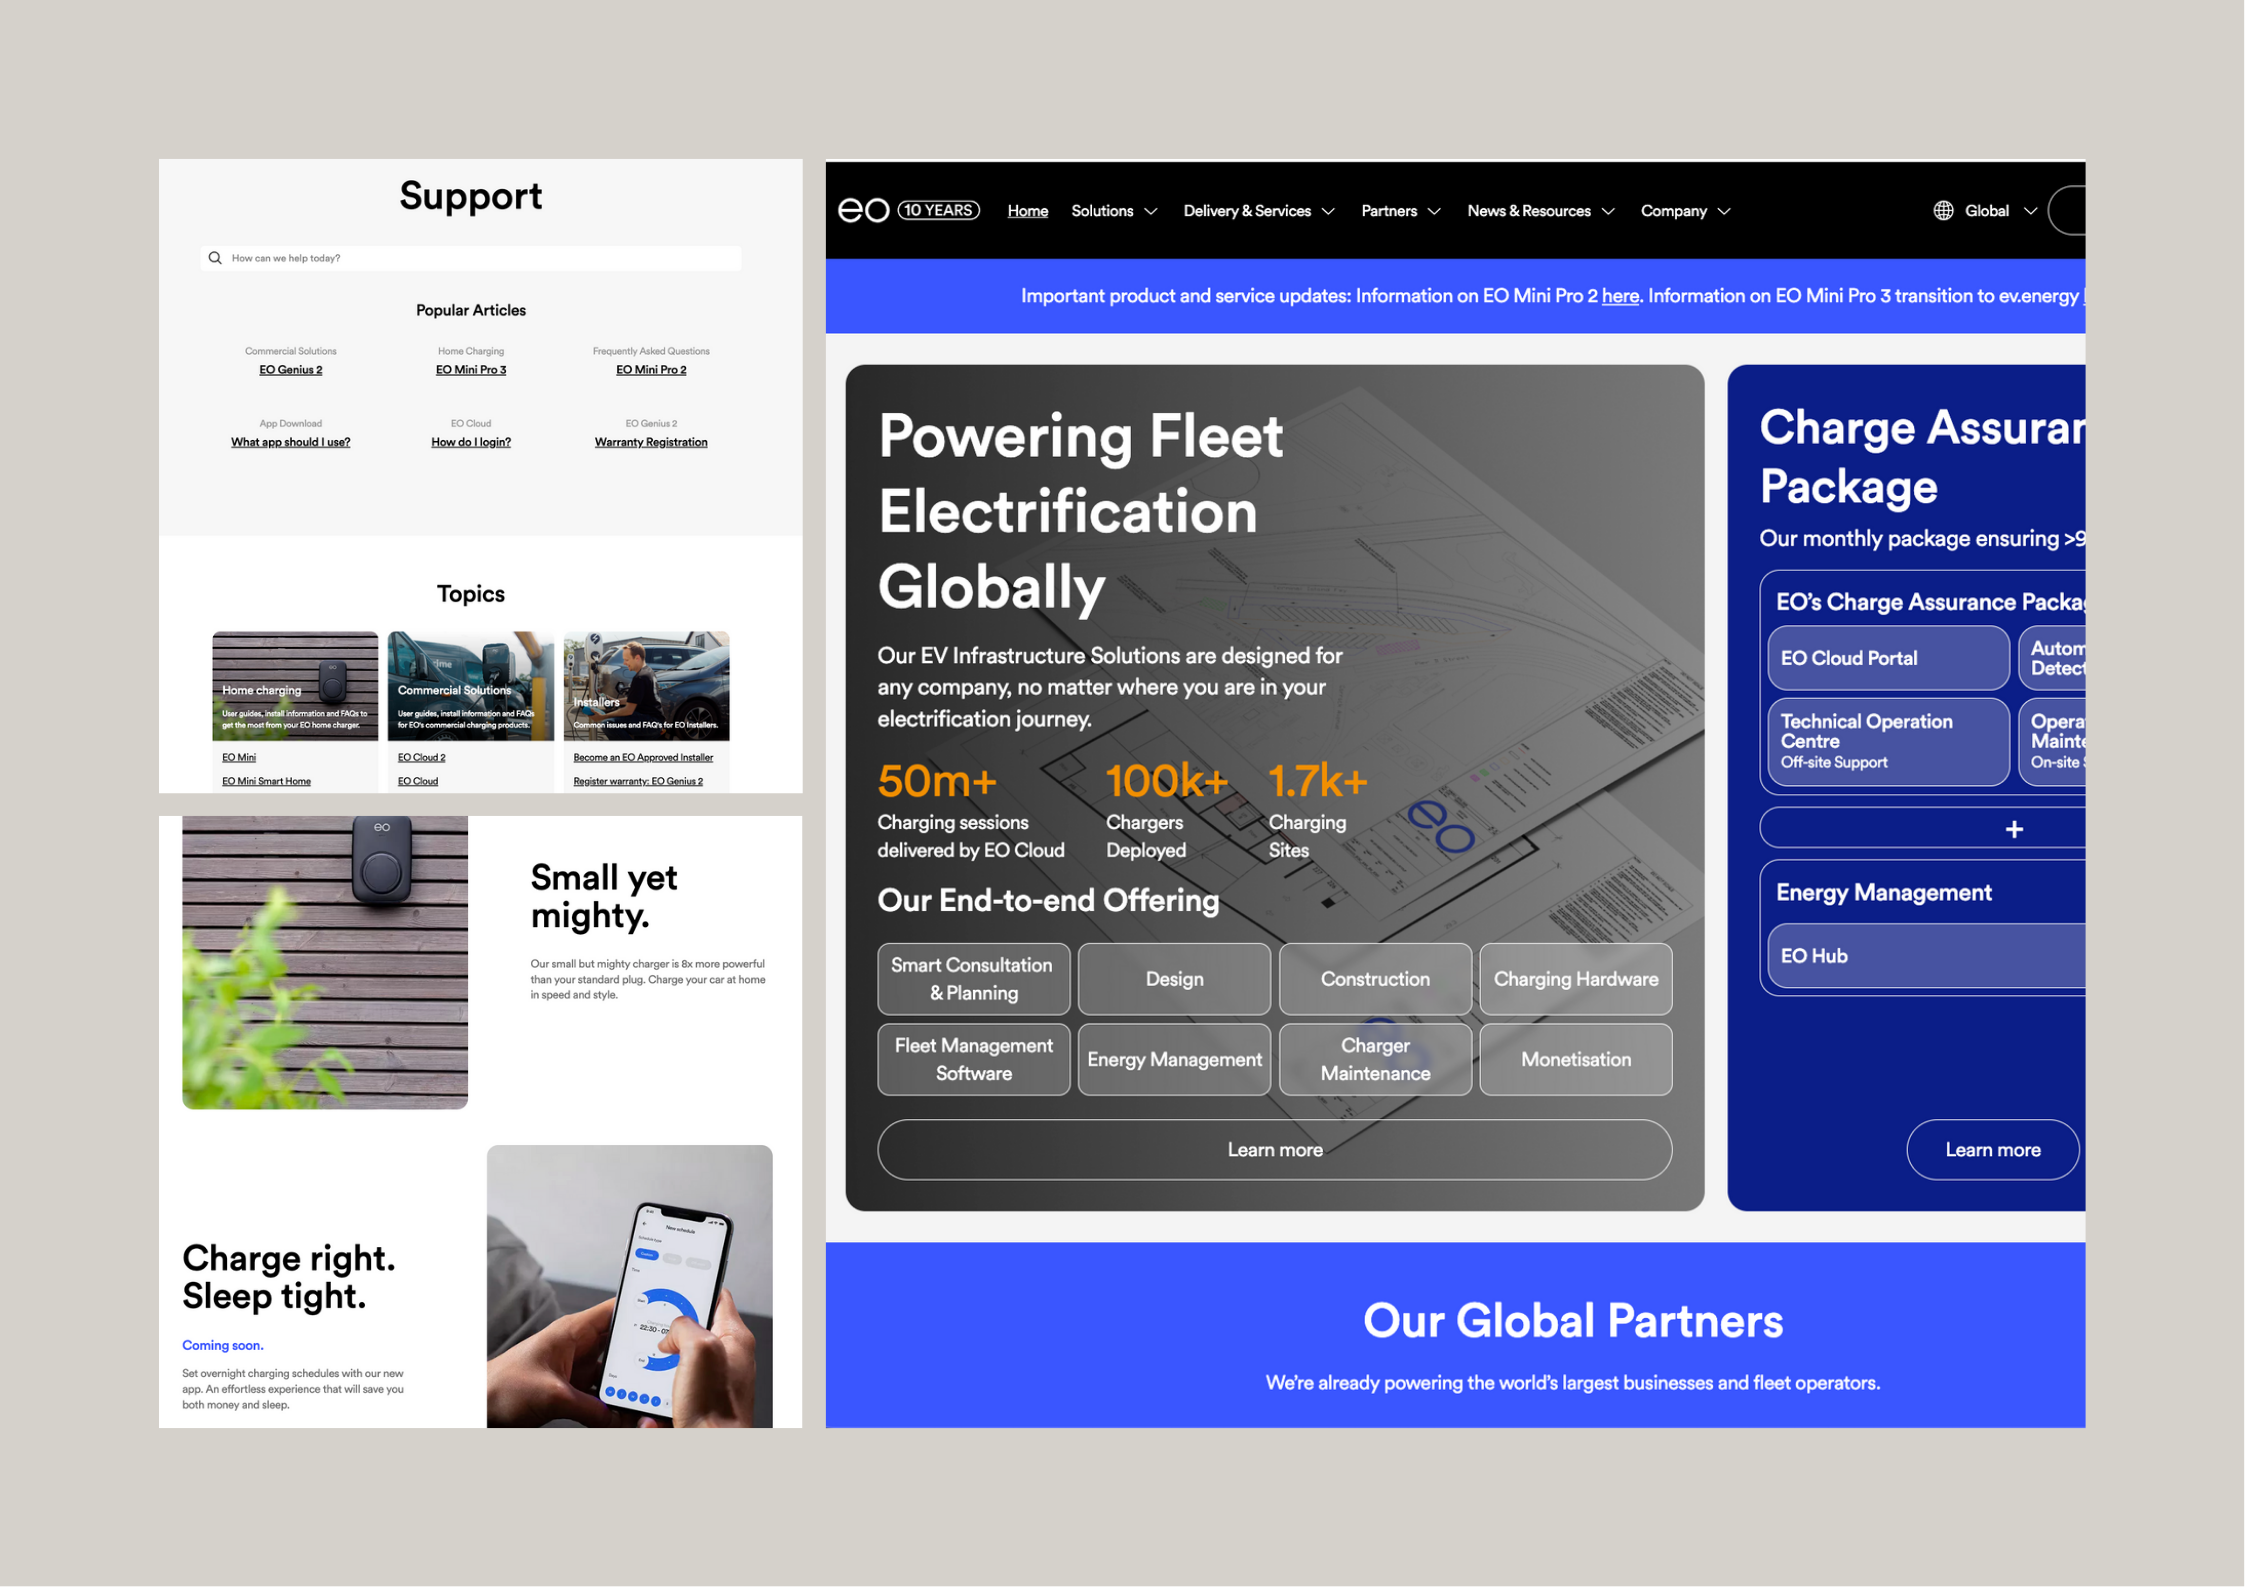 Support
How can we help today?
Popular Articles
Commercial Solutions
EO Genius 2
Home Charging
EO Mini Pro 3
Frequently Asked Questions
EO Mini Pro 2
App Download
What app should I use?
EO Cloud
How do I login?
EO Genius 2
Warranty Registration
Topics
Home charging
User guides, install information and FAQs to
get the most from your EO home charger.
EO Mini
EO Mini Smart Home
Commercial Solutions
User guides, install information and FAQs
for EO's commercial charging products.
EO Cloud 2
EO Cloud
Installers
Common issues and FAQ's for EO Installers.
Become an EO Approved Installer
Register warranty: EO Genius 2
eo
Small yet
mighty.
Our small but mighty charger is 8x more powerful
than your standard plug. Charge your car at home
in speed and style.
Charge right.
Sleep tight.
Coming soon.
Set overnight charging schedules with our new
app. An effortless experience that will save you
both money and sleep.
New schedule
Schedule type
22:30 - 07
eo 10 YEARS
Home
Solutions
Delivery & Services
Partners
News & Resources
Company
Global
Important product and service updates: Information on EO Mini Pro 2 here. Information on EO Mini Pro 3 transition to ev.energy
Powering Fleet
Electrification
Globally
Our EV Infrastructure Solutions are designed for
any company, no matter where you are in your
electrification journey.
50m+
Charging sessions
delivered by EO Cloud
100k+
Chargers
Deployed
1.7k+
Charging
Sites
eo
Our End-to-end Offering
Smart Consultation
& Planning
Design
Construction
Charging Hardware
Fleet Management
Software
Energy Management
Charger
Maintenance
Monetisation
Learn more
Charge Assuran
Package
Our monthly package ensuring >9
EO's Charge Assurance Packag
EO Cloud Portal
Autom
Detect
Technical Operation
Centre
Off-site Support
Opera
Mainte
On-site S
+
Energy Management
EO Hub
Learn more
Our Global Partners
We're already powering the world's largest businesses and fleet operators.